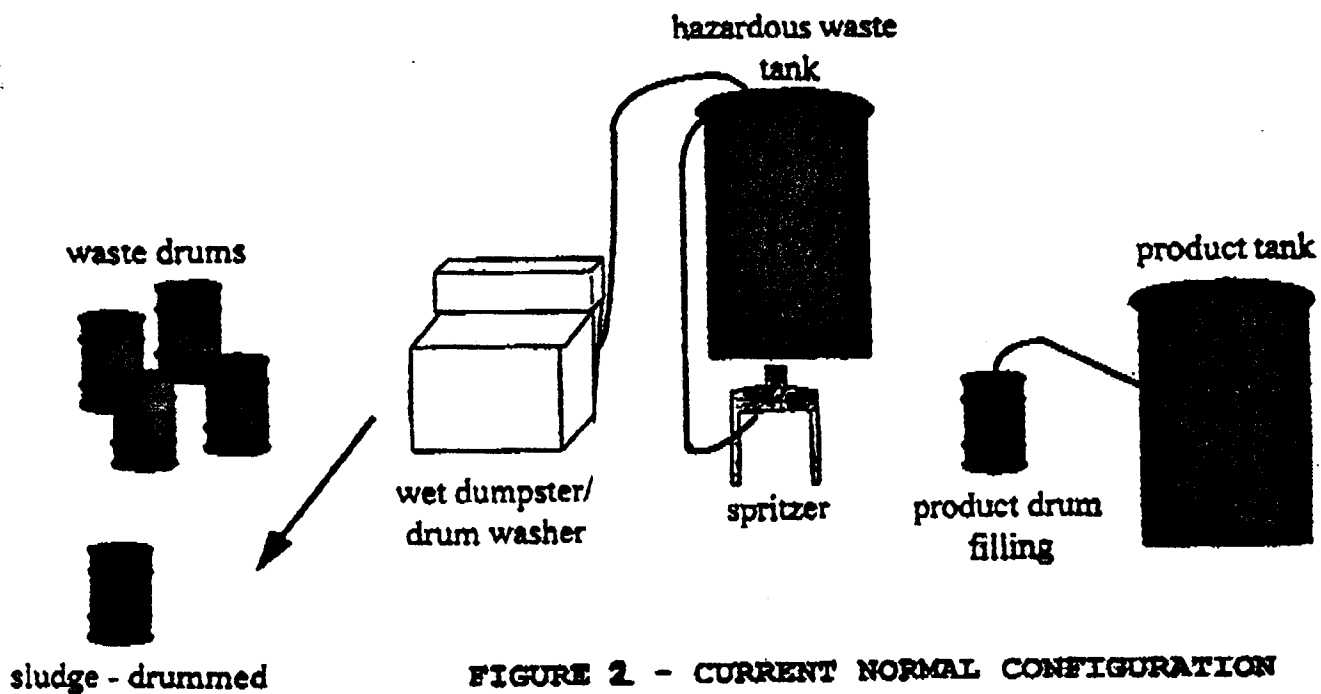 hazardous waste
tank
waste drums
product tank
wet dumpster/
drum washer
spritzer
product drum
filling
sludge - drummed
FIGURE 2 - CURRENT NORMAL CONFIGURATION